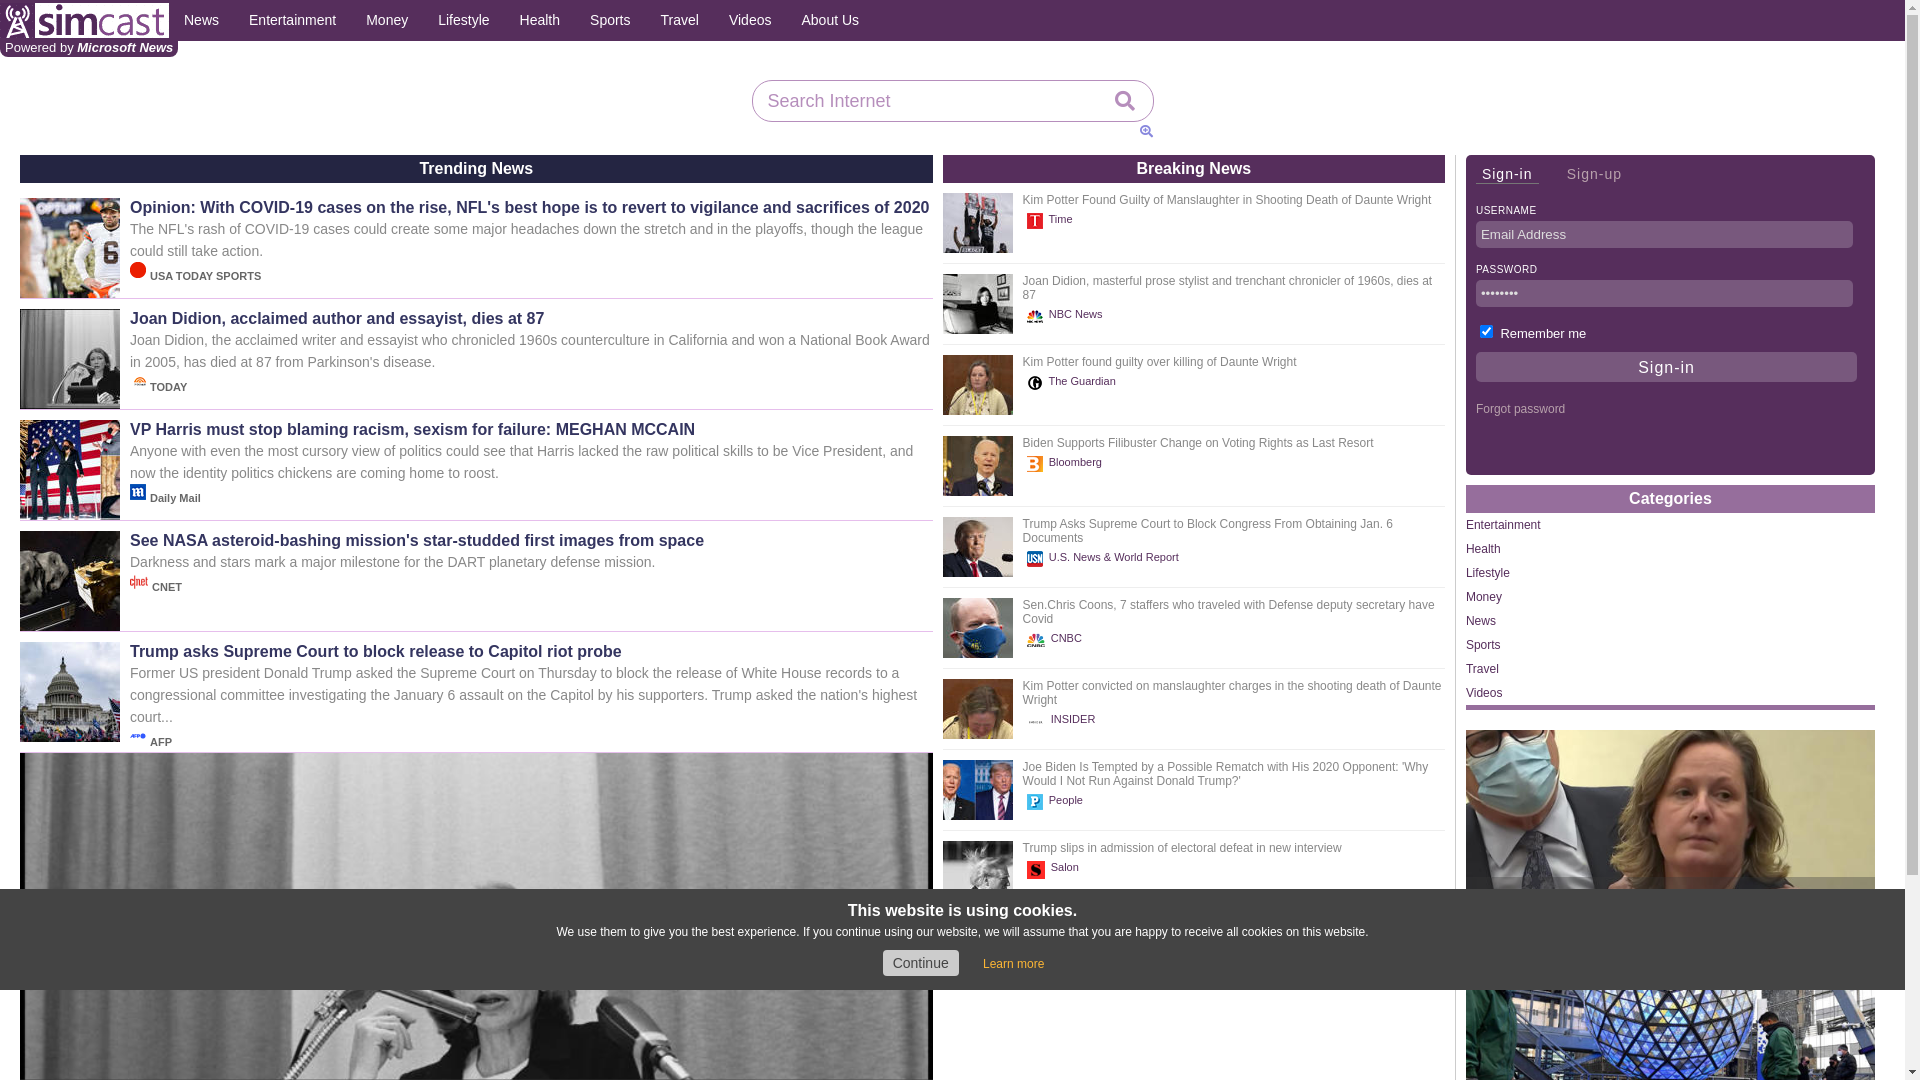 simcast
News Entertainment Money Lifestyle Health Sports Travel Videos About Us
Powered by Microsoft News
Search Internet
Trending News
Opinion: With COVID-19 cases on the rise, NFL's best hope is to revert to vigilance and sacrifices of 2020
The NFL's rash of COVID-19 cases could create some major headaches down the stretch and in the playoffs, though the league
could still take action.
USA TODAY SPORTS
Joan Didion, acclaimed author and essayist, dies at 87
Joan Didion, the acclaimed writer and essayist who chronicled 1960s counterculture in California and won a National Book Award
in 2005, has died at 87 from Parkinson's disease.
TODAY
VP Harris must stop blaming racism, sexism for failure: MEGHAN MCCAIN
Anyone with even the most cursory view of politics could see that Harris lacked the raw political skills to be Vice President, and
now the identity politics chickens are coming home to roost.
Daily Mail
See NASA asteroid-bashing mission's star-studded first images from space
Darkness and stars mark a major milestone for the DART planetary defense mission.
CNET
Trump asks Supreme Court to block release to Capitol riot probe
Former US president Donald Trump asked the Supreme Court on Thursday to block the release of White House records to a
congressional committee investigating the January 6 assault on the Capitol by his supporters. Trump asked the nation's highest
court...
AFP
Breaking News
Kim Potter Found Guilty of Manslaughter in Shooting Death of Daunte Wright
Time
Joan Didion, masterful prose stylist and trenchant chronicler of 1960s, dies at
87
NBC News
Kim Potter found guilty over killing of Daunte Wright
The Guardian
Biden Supports Filibuster Change on Voting Rights as Last Resort
Bloomberg
Trump Asks Supreme Court to Block Congress From Obtaining Jan. 6
Documents
U.S. News & World Report
Sen.Chris Coons, 7 staffers who traveled with Defense deputy secretary have
Covid
CNBC
Kim Potter convicted on manslaughter charges in the shooting death of Daunte
Wright
INSIDER
Joe Biden Is Tempted by a Possible Rematch with His 2020 Opponent: 'Why
Would I Not Run Against Donald Trump?'
People
Trump slips in admission of electoral defeat in new interview
Salon
Sign-in Sign-up
USERNAME
Email Address
PASSWORD
••••••••
Remember me
Sign-in
Forgot password
Categories
Entertainment
Health
Lifestyle
Money
News
Sports
Travel
Videos
This website is using cookies.
We use them to give you the best experience. If you continue using our website, we will assume that you are happy to receive all cookies on this website.
Continue Learn more